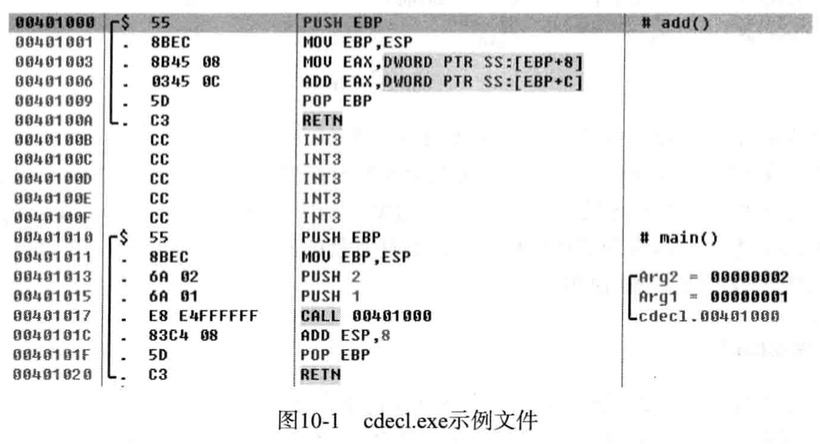 00401000 $ 55 PUSH EBP # add()
00401001 . 8BEC MOV EBP,ESP
00401003 . 8B45 08 MOV EAX,DWORD PTR SS:[EBP+8]
00401006 . 0345 0C ADD EAX,DWORD PTR SS:[EBP+C]
00401009 . 5D POP EBP
0040100A . C3 RETN
0040100B CC INT3
0040100C CC INT3
0040100D CC INT3
0040100E CC INT3
0040100F CC INT3
00401010 $ 55 PUSH EBP # main()
00401011 . 8BEC MOV EBP,ESP
00401013 . 6A 02 PUSH 2 Arg2 = 00000002
00401015 . 6A 01 PUSH 1 Arg1 = 00000001
00401017 . E8 E4FFFFFF CALL 00401000 cdecl.00401000
0040101C . 83C4 08 ADD ESP,8
0040101F . 5D POP EBP
00401020 . C3 RETN
图10-1 cdecl.exe示例文件